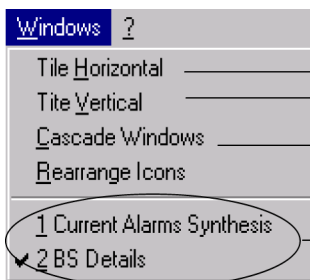 Windows ?
Tile Horizontal
Tite Vertical
Cascade Windows
Rearrange Icons
1 Current Alarms Synthesis
2 BS Details